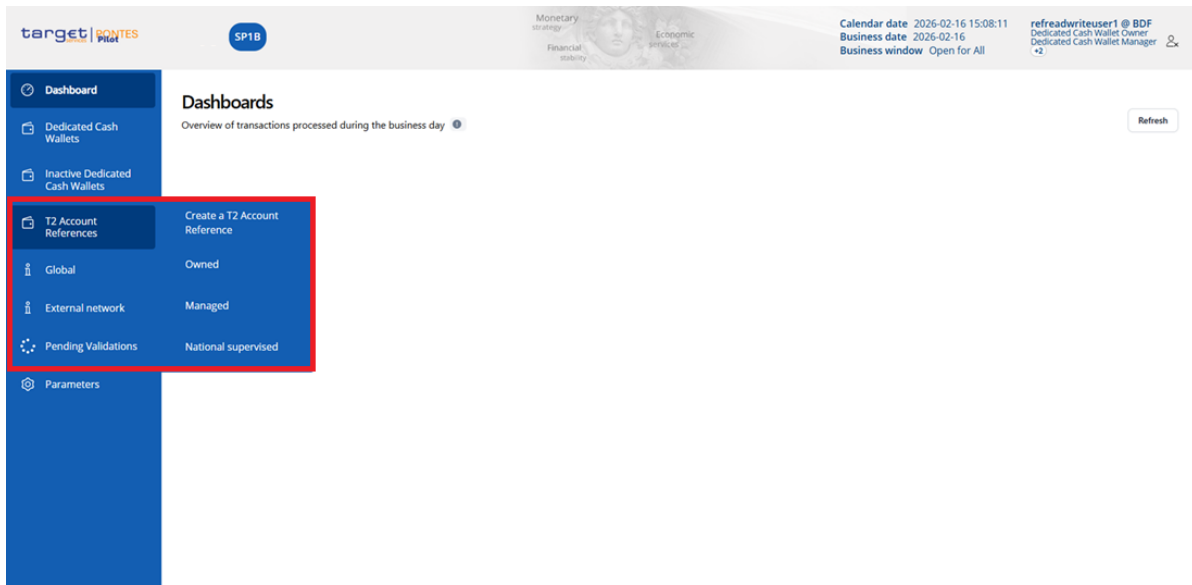 target | PONTES
services Pilot
SP1B
Monetary
strategy
Economic
services
Financial
stability
Calendar date 2026-02-16 15:08:11
Business date 2026-02-16
Business window Open for All
refreadwriteuser1 @ BDF
Dedicated Cash Wallet Owner
Dedicated Cash Wallet Manager
+2
Dashboard
Dedicated Cash
Wallets
Inactive Dedicated
Cash Wallets
T2 Account
References
Global
External network
Pending Validations
Parameters
Create a T2 Account
Reference
Owned
Managed
National supervised
Dashboards
Overview of transactions processed during the business day
Refresh